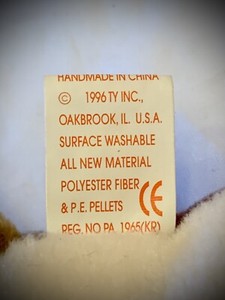 HANDMADE IN CHINA
© 1996 TY INC.,
OAKBROOK, IL. U.S.A.
SURFACE WASHABLE
ALL NEW MATERIAL
POLYESTER FIBER
& P.E. PELLETS CE
REG. NO PA. 1965(KR)